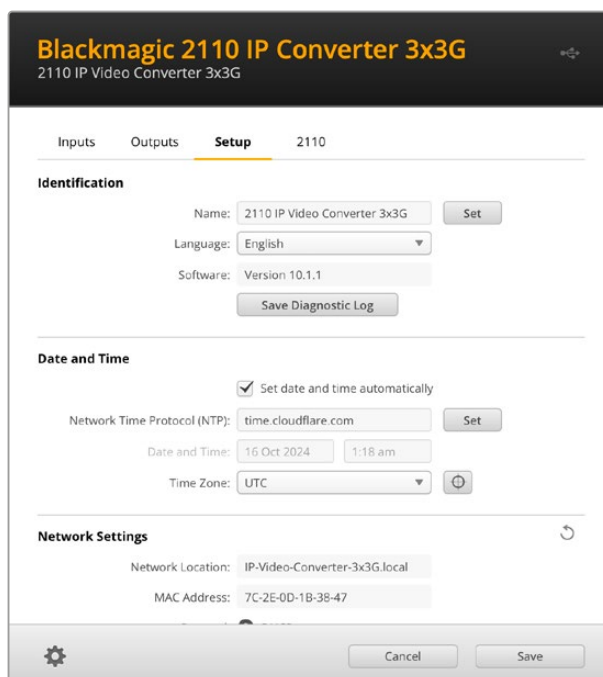 Blackmagic 2110 IP Converter 3x3G
2110 IP Video Converter 3x3G
Inputs Outputs Setup 2110
Identification
Name: 2110 IP Video Converter 3x3G Set
Language: English
Software: Version 10.1.1
Save Diagnostic Log
Date and Time
Set date and time automatically
Network Time Protocol (NTP): time.cloudflare.com Set
Date and Time: 16 Oct 2024 1:18 am
Time Zone: UTC
Network Settings
Network Location: IP-Video-Converter-3x3G.local
MAC Address: 7C-2E-0D-1B-38-47
Cancel Save